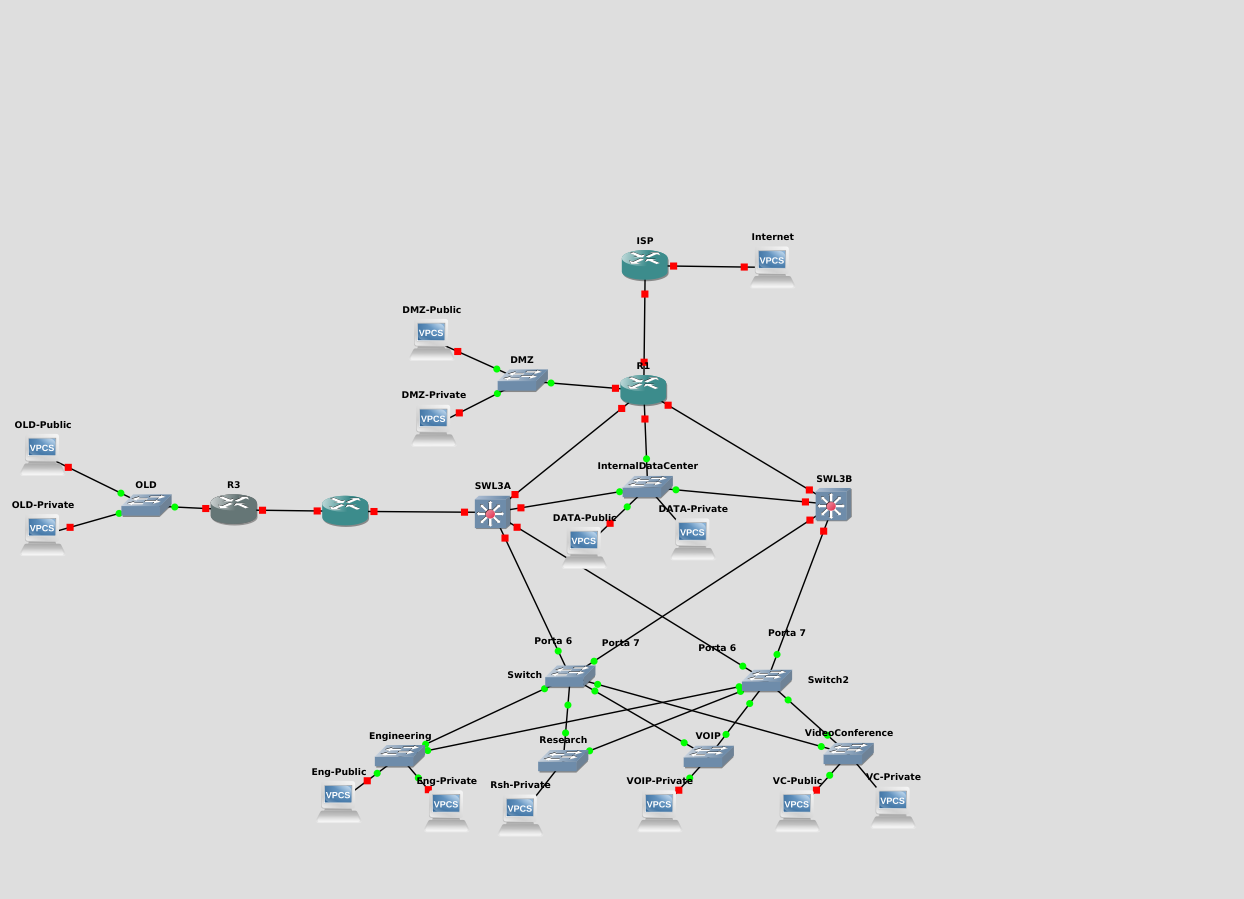 ISP
Internet
VPCS
DMZ-Public
VPCS
DMZ
R1
DMZ-Private
VPCS
OLD-Public
VPCS
OLD
R3
OLD-Private
VPCS
SWL3A
InternalDataCenter
SWL3B
DATA-Public
VPCS
DATA-Private
VPCS
Porta 6
Porta 7
Porta 6
Porta 7
Switch
Switch2
Engineering
Research
VOIP
VideoConference
Eng-Public
VPCS
Eng-Private
VPCS
Rsh-Private
VPCS
VOIP-Private
VPCS
VC-Public
VPCS
VC-Private
VPCS